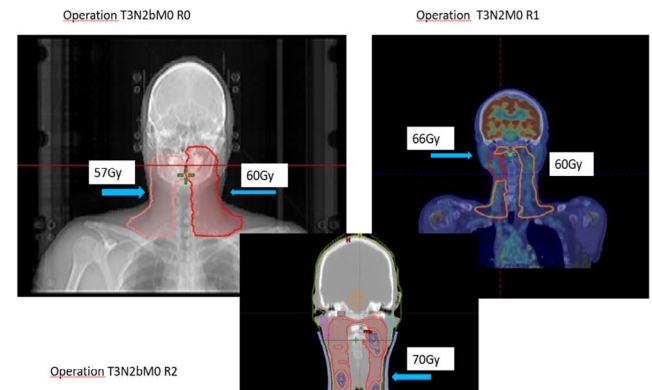 Operation T3N2bM0 R0
Operation T3N2M0 R1
57Gy
60Gy
66Gy
60Gy
70Gy
Operation T3N2bM0 R2